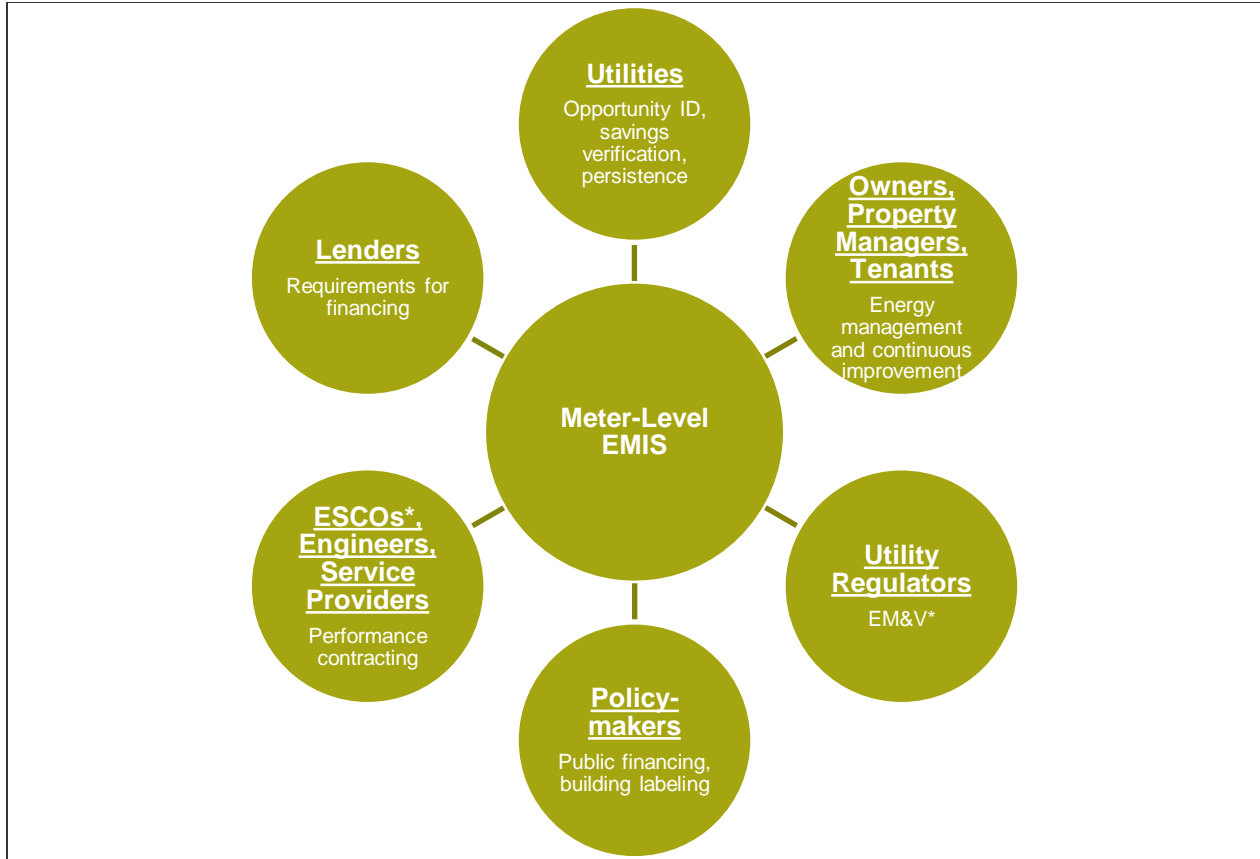 Utilities
Opportunity ID,
savings
verification,
persistence
Owners,
Property
Managers,
Tenants
Energy
management
and continuous
improvement
Lenders
Requirements for
financing
Meter-Level
EMIS
ESCOs*,
Engineers,
Service
Providers
Performance
contracting
Utility
Regulators
EM&V*
Policy-
makers
Public financing,
building labeling